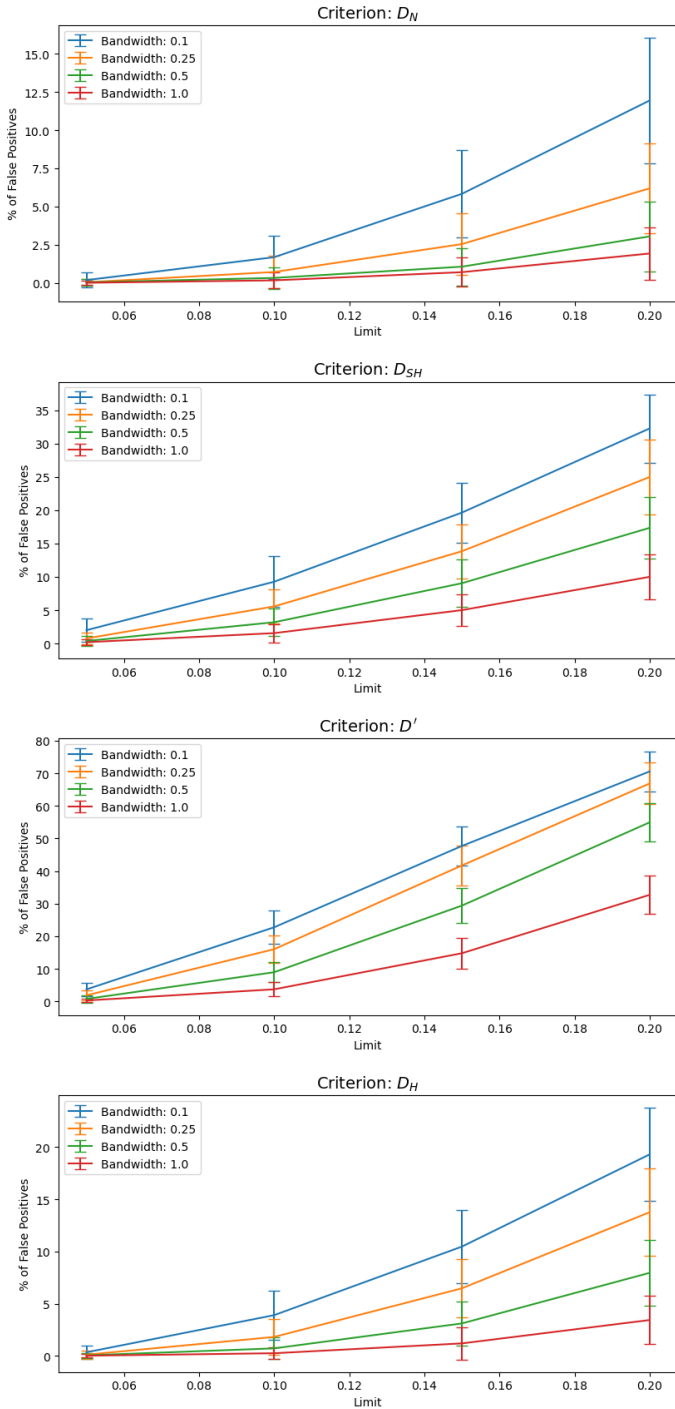 Criterion: D_N
Bandwidth: 0.1
Bandwidth: 0.25
Bandwidth: 0.5
Bandwidth: 1.0
% of False Positives
15.0
12.5
10.0
7.5
5.0
2.5
0.0
0.06 0.08 0.10 0.12 0.14 0.16 0.18 0.20
Limit
Criterion: D_SH
Bandwidth: 0.1
Bandwidth: 0.25
Bandwidth: 0.5
Bandwidth: 1.0
% of False Positives
35
30
25
20
15
10
5
0
0.06 0.08 0.10 0.12 0.14 0.16 0.18 0.20
Limit
Criterion: D′
Bandwidth: 0.1
Bandwidth: 0.25
Bandwidth: 0.5
Bandwidth: 1.0
% of False Positives
80
70
60
50
40
30
20
10
0
0.06 0.08 0.10 0.12 0.14 0.16 0.18 0.20
Limit
Criterion: D_H
Bandwidth: 0.1
Bandwidth: 0.25
Bandwidth: 0.5
Bandwidth: 1.0
% of False Positives
20
15
10
5
0
0.06 0.08 0.10 0.12 0.14 0.16 0.18 0.20
Limit